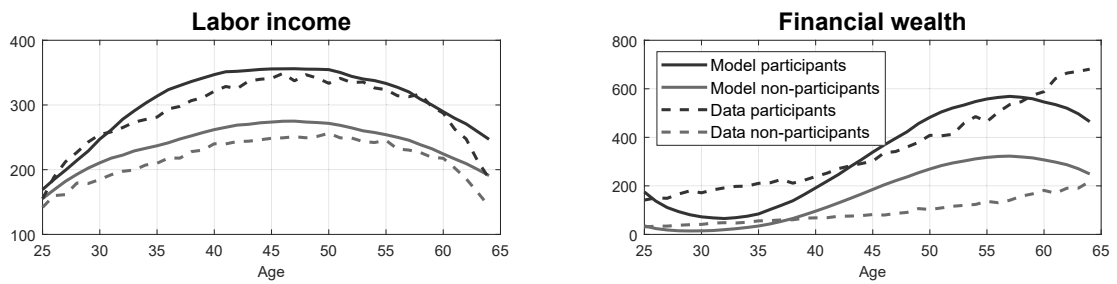 Labor income
400
300
200
100
25 30 35 40 45 50 55 60 65
Age
Financial wealth
800
600
400
200
0
Model participants
Model non-participants
Data participants
Data non-participants
25 30 35 40 45 50 55 60 65
Age